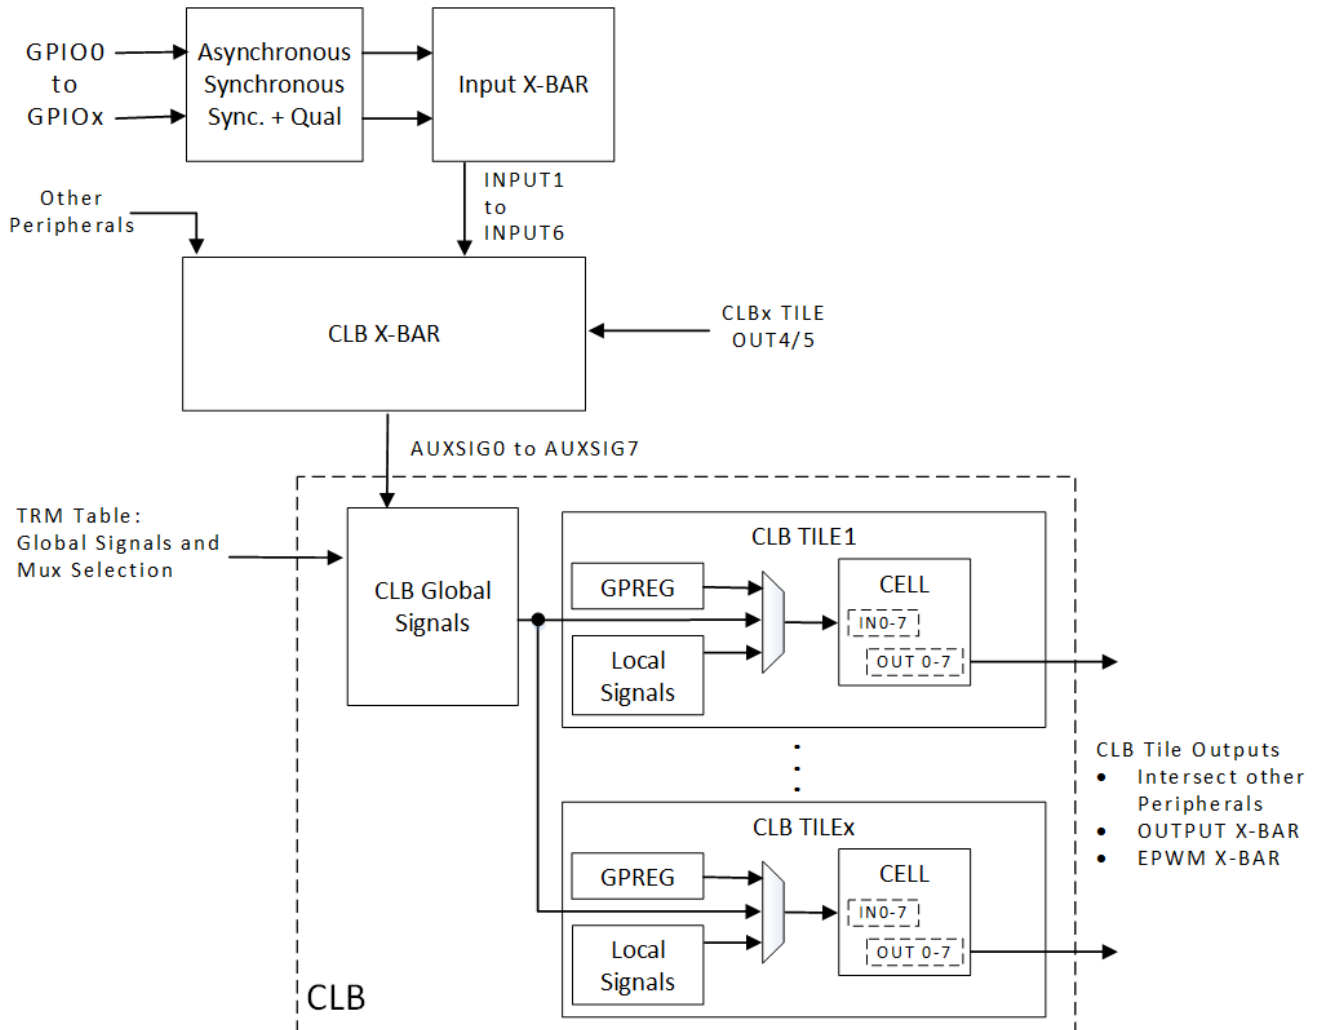 GPIO0
to
GPIOx
Asynchronous
Synchronous
Sync. + Qual
Input X-BAR
INPUT1
to
INPUT6
Other
Peripherals
CLB X-BAR
CLBx TILE
OUT4/5
AUXSIG0 to AUXSIG7
TRM Table:
Global Signals and
Mux Selection
CLB Global
Signals
CLB TILE1
GPREG
Local
Signals
CELL
IN0-7
OUT 0-7
CLB Tile Outputs
• Intersect other
Peripherals
• OUTPUT X-BAR
• EPWM X-BAR
CLB TILEx
GPREG
Local
Signals
CELL
IN0-7
OUT 0-7
CLB